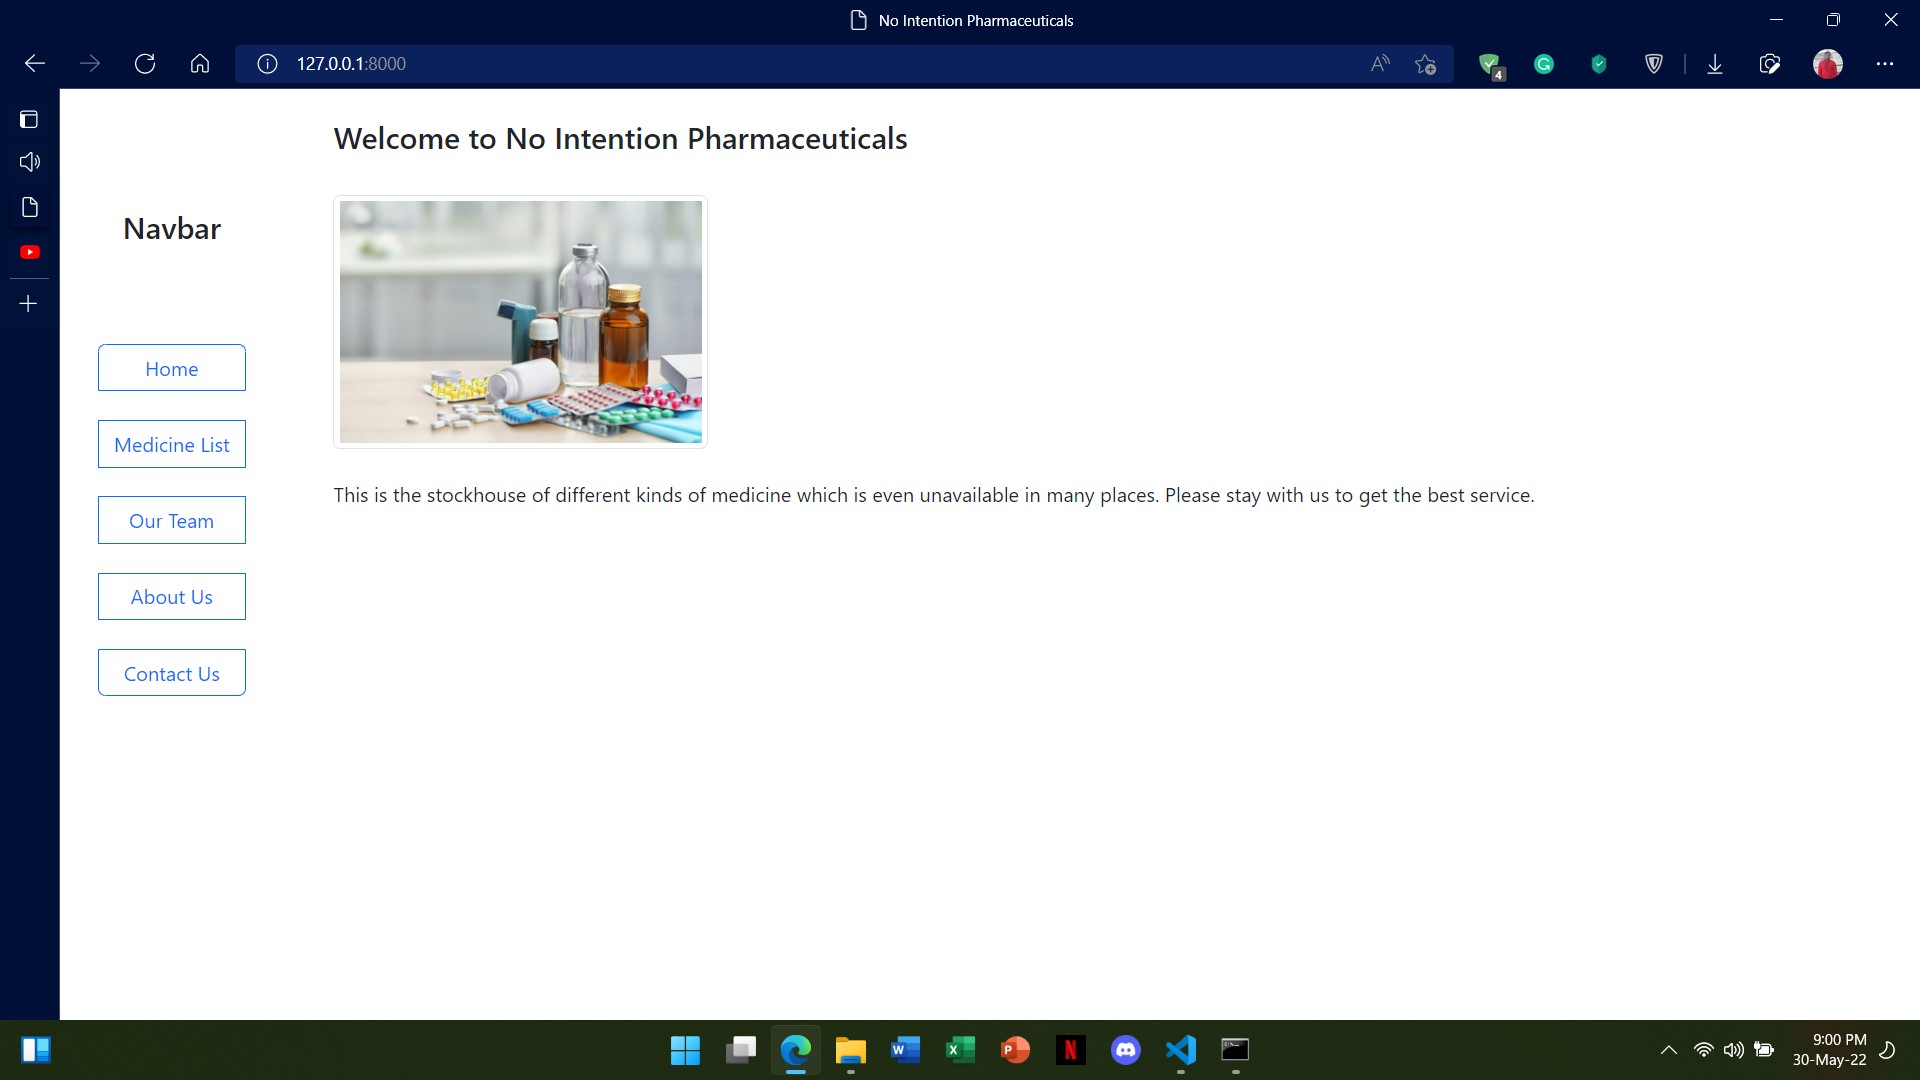 No Intention Pharmaceuticals
127.0.0.1:8000
4
Welcome to No Intention Pharmaceuticals
Navbar
Home
Medicine List
Our Team
About Us
Contact Us
This is the stockhouse of different kinds of medicine which is even unavailable in many places. Please stay with us to get the best service.
9:00 PM
30-May-22